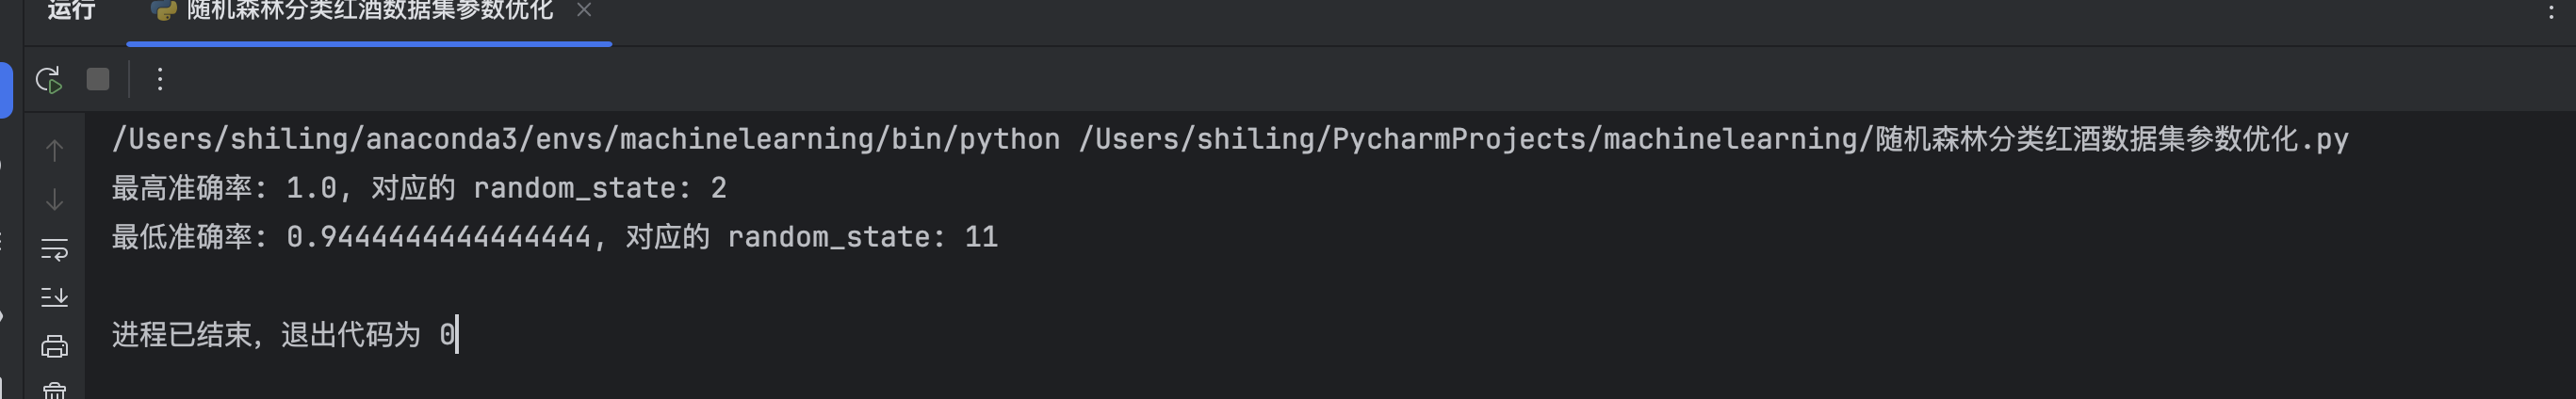 运行 随机森林分类红酒数据集参数优化
/Users/shiling/anaconda3/envs/machinelearning/bin/python /Users/shiling/PycharmProjects/machinelearning/随机森林分类红酒数据集参数优化.py
最高准确率: 1.0, 对应的 random_state: 2
最低准确率: 0.9444444444444444, 对应的 random_state: 11
进程已结束，退出代码为 0